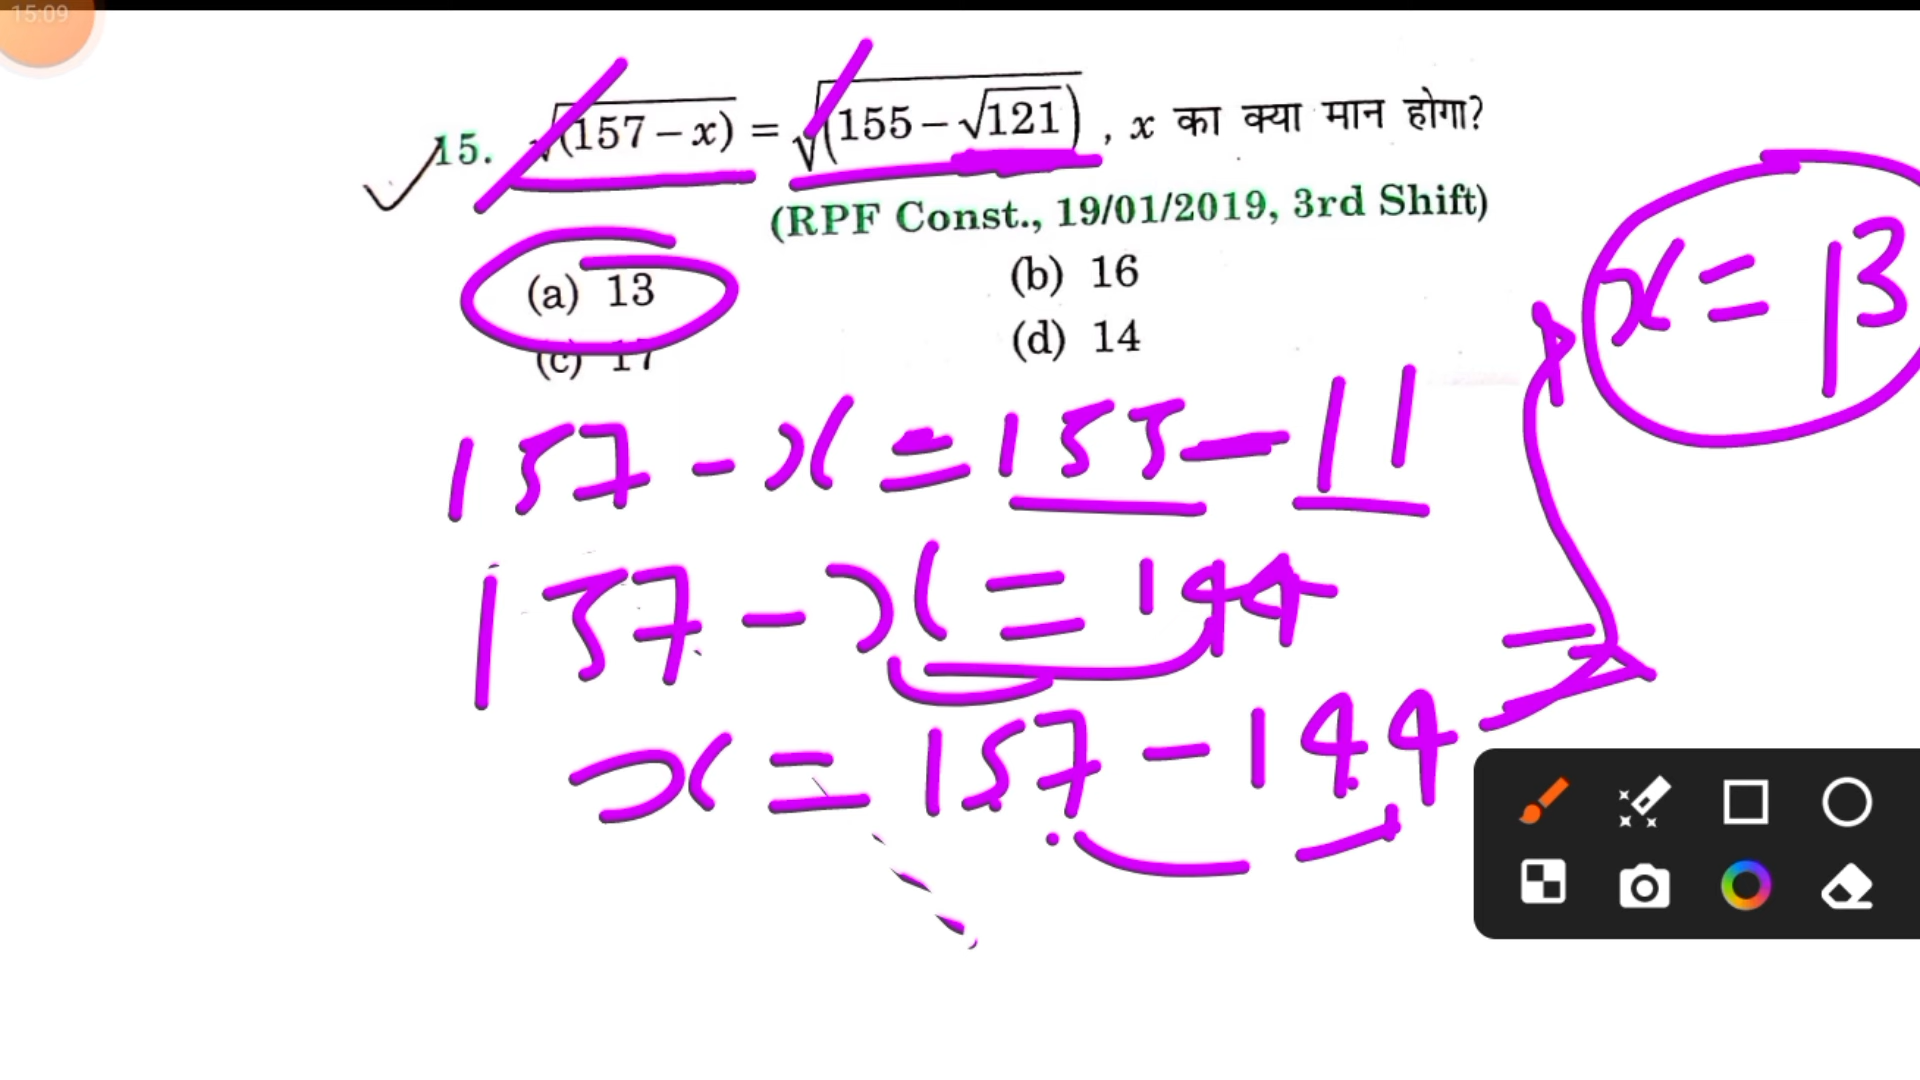 15:09
15. √(157 – x) = √(155 – √121) , x का क्या मान होगा?
(RPF Const., 19/01/2019, 3rd Shift)
(a) 13
(b) 16
(c) 17
(d) 14
x = 13
157 - x = 155 - 11
157 - x = 144
x = 157 - 144